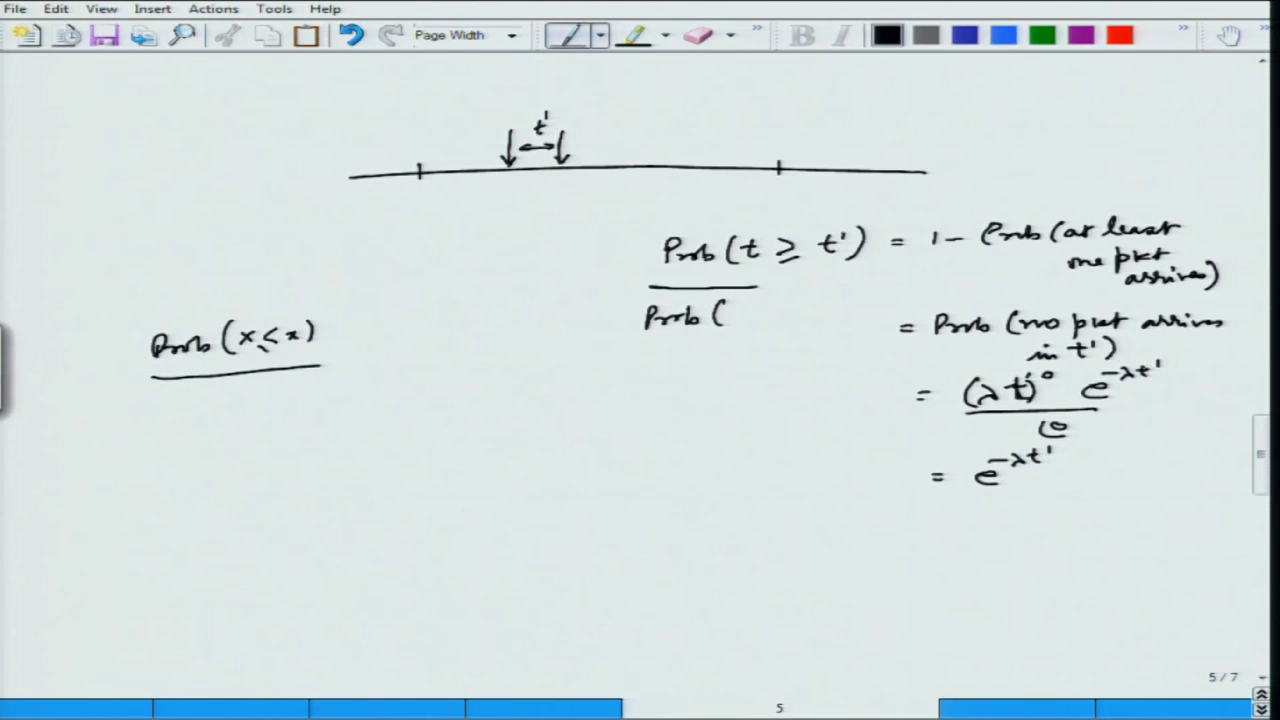 File Edit View Insert Actions Tools Help
Page Width
t'
Prob (t ≥ t') = 1 - Prob (at least
one pkt
arrives)
Prob (
= Prob (no pkt arrives
in t')
Prob (x ≤ x)
= (λt')⁰ e^{-λt'}
= e^{-λt'}
5 / 7
5